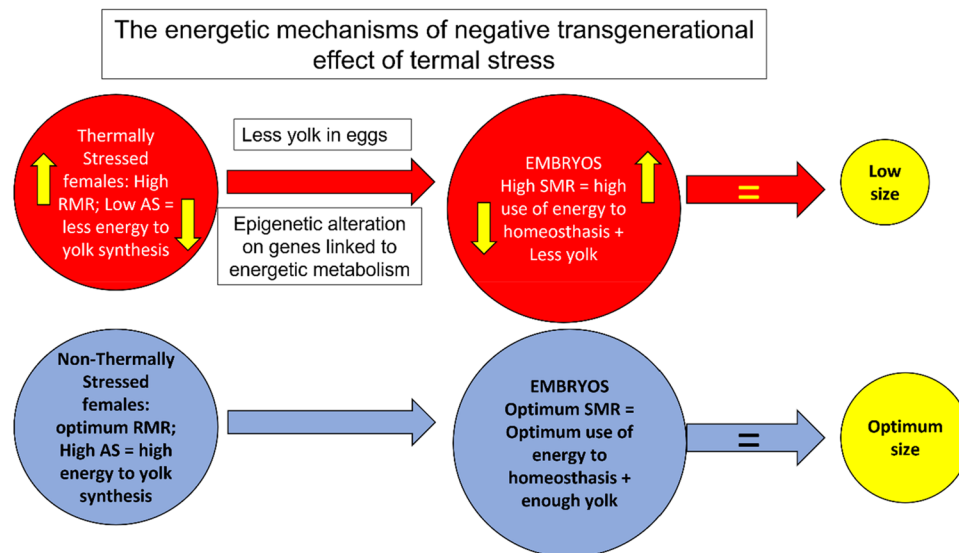 The energetic mechanisms of negative transgenerational
effect of termal stress
Thermally
Stressed
females: High
RMR; Low AS =
less energy to
yolk synthesis
Less yolk in eggs
Epigenetic alteration
on genes linked to
energetic metabolism
EMBRYOS
High SMR = high
use of energy to
homeosthasis +
Less yolk
=
Low
size
Non-Thermally
Stressed
females:
optimum RMR;
High AS = high
energy to yolk
synthesis
EMBRYOS
Optimum SMR =
Optimum use of
energy to
homeosthasis +
enough yolk
=
Optimum
size